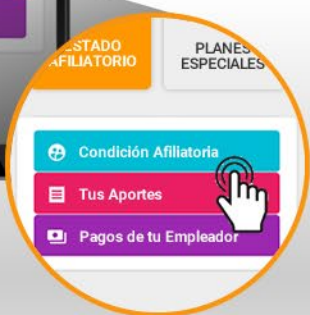 ESTADO
AFILIATORIO
PLANES
ESPECIALES
Condición Afiliatoria
Tus Aportes
Pagos de tu Empleador